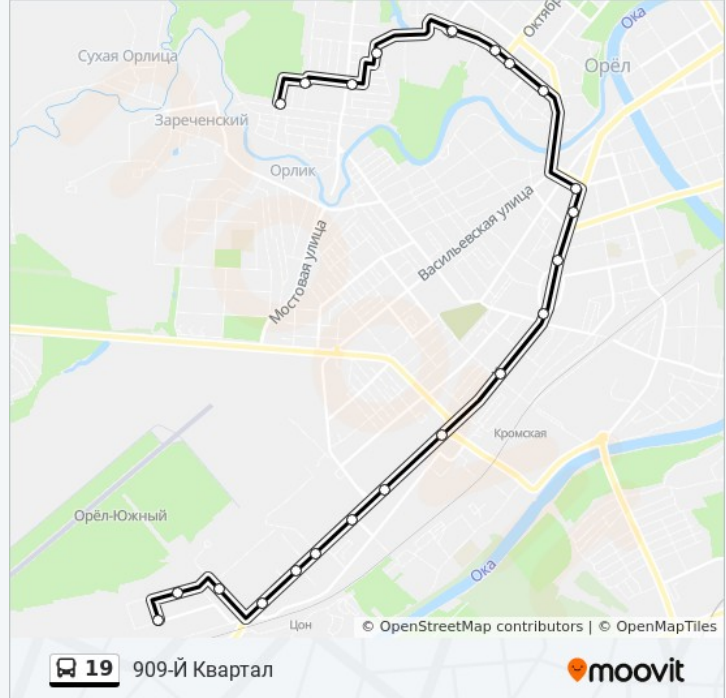 Октябр
Ока
Орёл
Сухая Орлица
Зареченский
Орлик
Васильевская улица
Мостовая улица
Кромская
Орёл-Южный
Ока
Цон
© OpenStreetMap contributors | © OpenMapTiles
19 909-Й Квартал
moovit